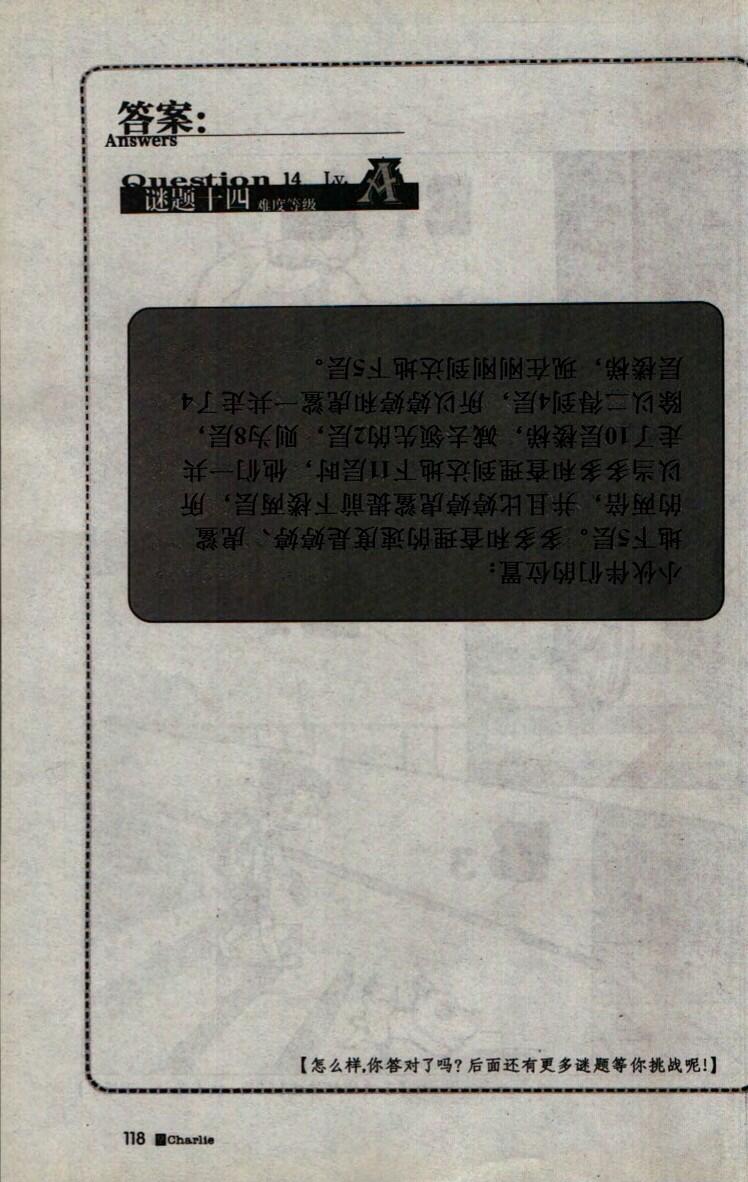 答案:
Answers
Question 14 Lv. A
谜题十四 难度等级
小伙伴们的位置:
地下5层。多多和查理的速度是婷婷、虎鲨
的两倍，并且比婷婷虎鲨提前下楼两层，所
以当多多和查理到达地下11层时，他们一共
走了10层楼梯，减去领先的2层，则为8层，
除以二得到4层，所以婷婷和虎鲨一共走了4
层楼梯，现在刚刚到达地下5层。
【怎么样,你答对了吗? 后面还有更多谜题等你挑战呢!】
118 Charlie